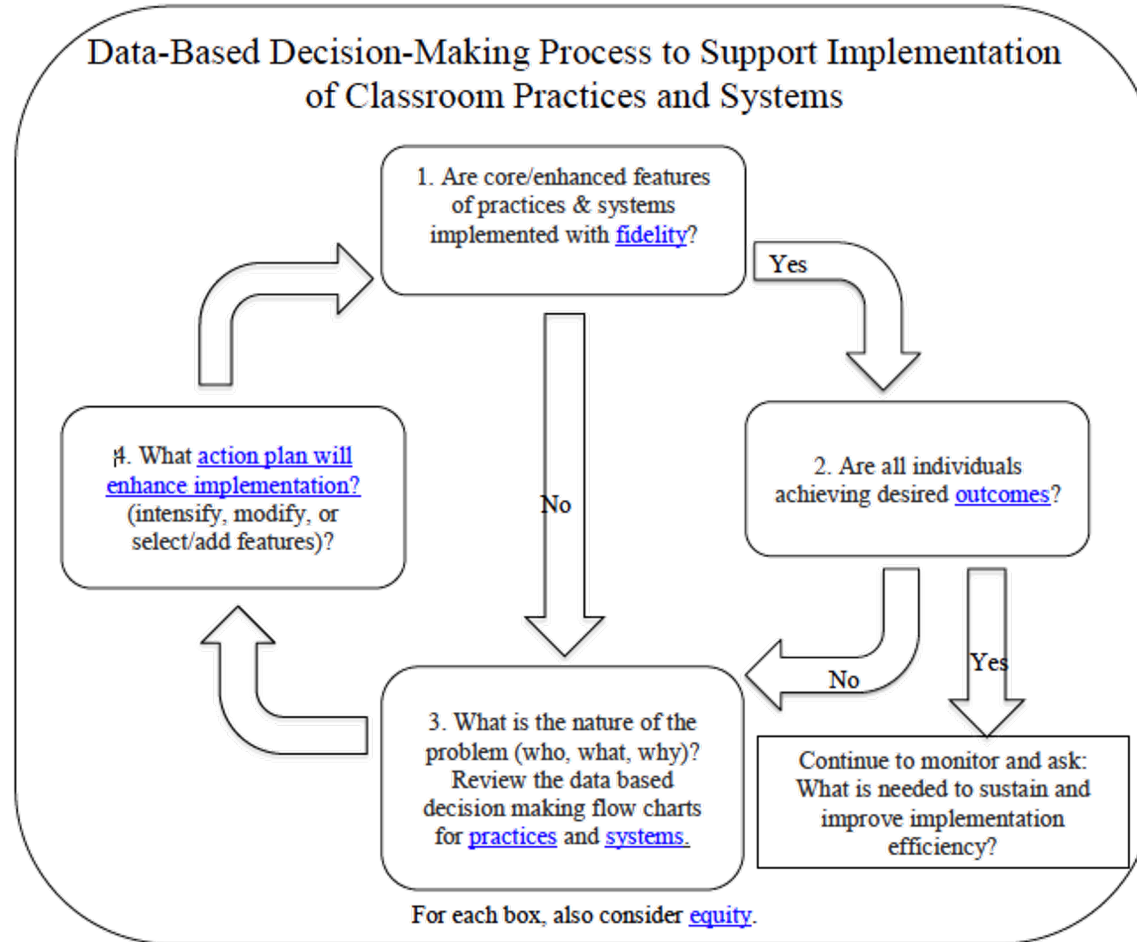 Data-Based Decision-Making Process to Support Implementation
of Classroom Practices and Systems
1. Are core/enhanced features
of practices & systems
implemented with fidelity?
Yes
4. What action plan will
enhance implementation?
(intensify, modify, or
select/add features)?
No
2. Are all individuals
achieving desired outcomes?
No
Yes
3. What is the nature of the
problem (who, what, why)?
Review the data based
decision making flow charts
for practices and systems.
Continue to monitor and ask:
What is needed to sustain and
improve implementation
efficiency?
For each box, also consider equity.